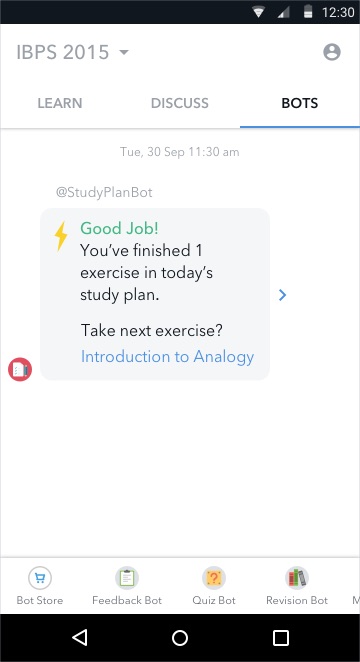 12:30
IBPS 2015
LEARN DISCUSS BOTS
Tue, 30 Sep 11:30 am
@StudyPlanBot
Good Job!
You’ve finished 1
exercise in today’s
study plan.
Take next exercise?
Introduction to Analogy
Bot Store Feedback Bot Quiz Bot Revision Bot M